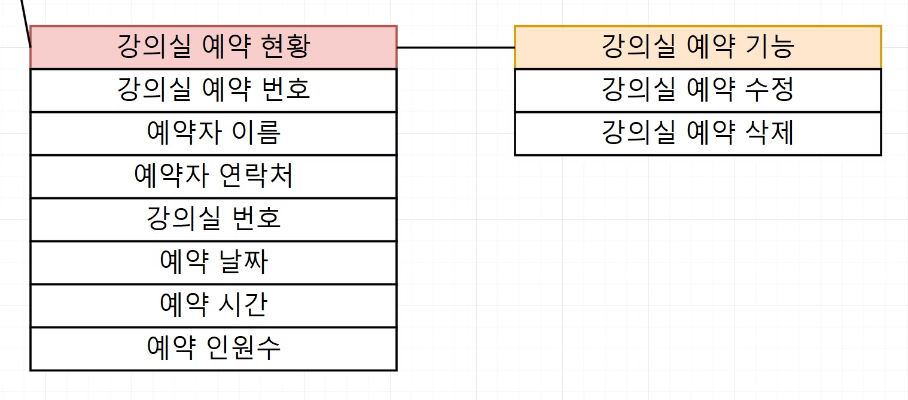 강의실 예약 현황
강의실 예약 번호
예약자 이름
예약자 연락처
강의실 번호
예약 날짜
예약 시간
예약 인원수
강의실 예약 기능
강의실 예약 수정
강의실 예약 삭제